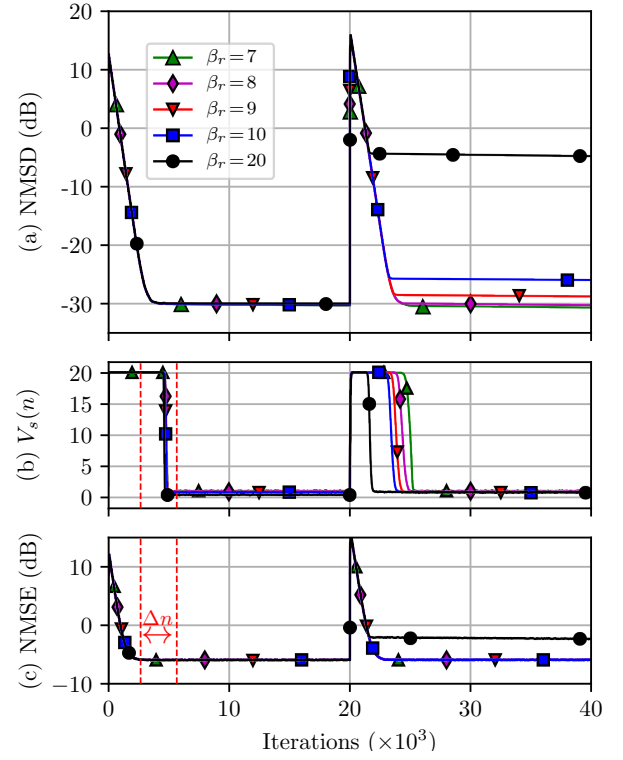 20
10
0
-10
-20
-30
(a) NMSD (dB)
β_r = 7
β_r = 8
β_r = 9
β_r = 10
β_r = 20
20
15
10
5
0
(b) V_s(n)
10
0
−10
(c) NMSE (dB)
Δn
0 10 20 30 40
Iterations (×10³)